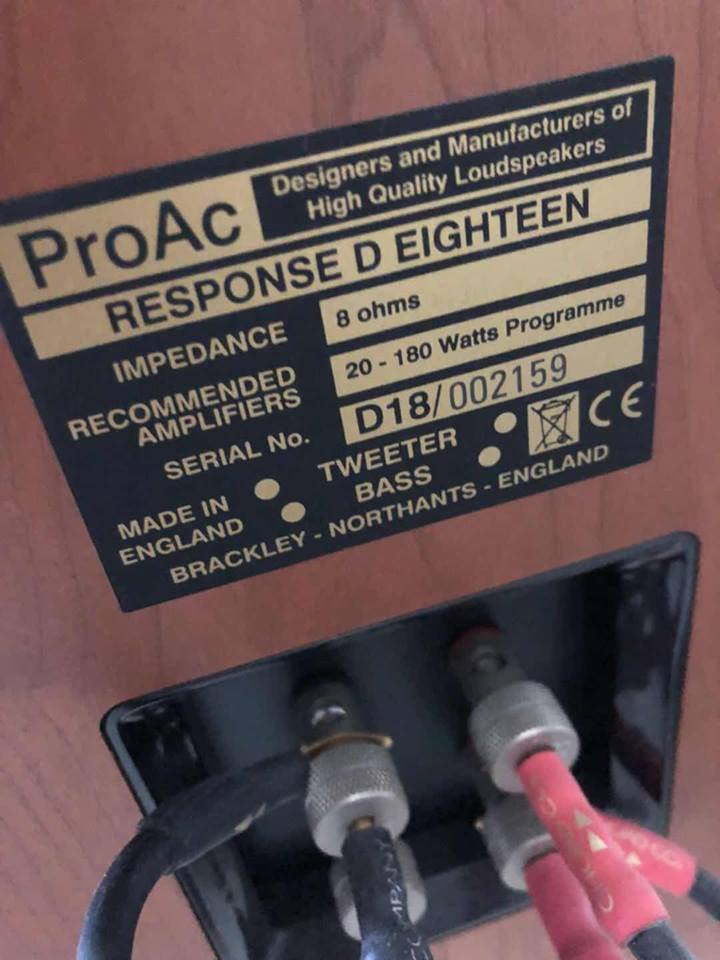 ProAc
Designers and Manufacturers of
High Quality Loudspeakers
RESPONSE D EIGHTEEN
IMPEDANCE 8 ohms
RECOMMENDED
AMPLIFIERS 20 - 180 Watts Programme
SERIAL No. D18/002159
MADE IN
ENGLAND
TWEETER
BASS
CE
BRACKLEY - NORTHANTS - ENGLAND
COMPANY